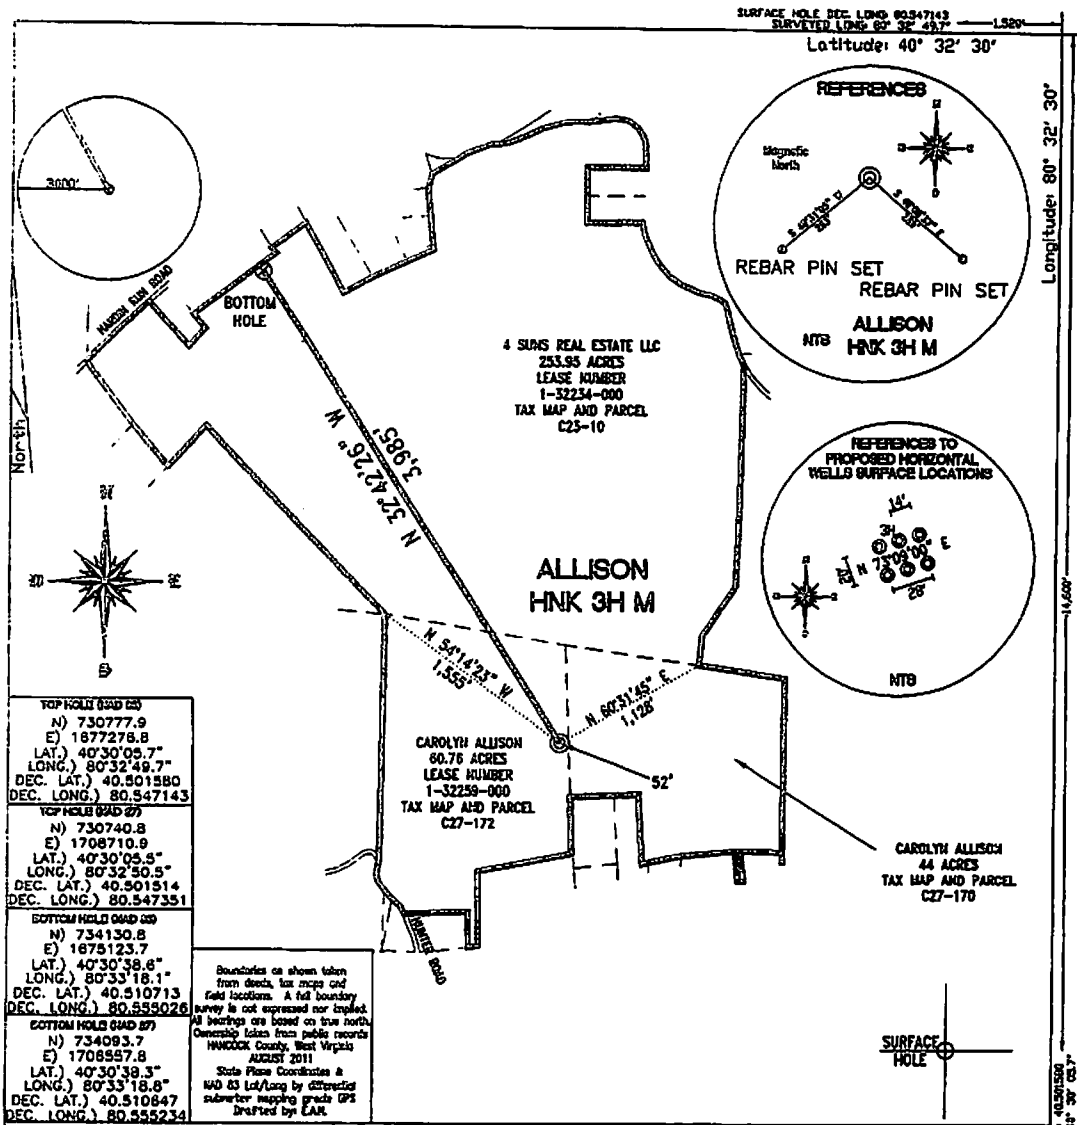 SURFACE HOLE DEC. LONG 80.547143
SURVEYED LONG 80° 32' 49.7"
1,529'
Latitude: 40° 32' 30"
Longitude: 80° 32' 30"
3000'
REFERENCES
Magnetic
North
REBAR PIN SET
REBAR PIN SET
NTS
ALLISON
HNK 3H M
BOTTOM
HOLE
North
4 SUNS REAL ESTATE LLC
253.95 ACRES
LEASE NUMBER
1-32234-000
TAX MAP AND PARCEL
C25-10
N 32°42'26" W
3,985'
REFERENCES TO
PROPOSED HORIZONTAL
WELLS SURFACE LOCATIONS
14'
3H
N 73°09'00" E
28'
NTS
14,600'
ALLISON
HNK 3H M
N 54°14'23" W
1,555'
N 60°31'45" E
1,128'
52'
CAROLYN ALLISON
60.76 ACRES
LEASE NUMBER
1-32259-000
TAX MAP AND PARCEL
C27-172
CAROLYN ALLISON
44 ACRES
TAX MAP AND PARCEL
C27-170
HUNTER ROAD
TOP HOLE (NAD 83)
N) 730777.9
E) 1677276.8
LAT.) 40°30'05.7"
LONG.) 80°32'49.7"
DEC. LAT.) 40.501580
DEC. LONG.) 80.547143
TOP HOLE (NAD 27)
N) 730740.8
E) 1708710.9
LAT.) 40°30'05.5"
LONG.) 80°32'50.5"
DEC. LAT.) 40.501514
DEC. LONG.) 80.547351
BOTTOM HOLE (NAD 83)
N) 734130.8
E) 1675123.7
LAT.) 40°30'38.6"
LONG.) 80°33'18.1"
DEC. LAT.) 40.510713
DEC. LONG.) 80.555026
BOTTOM HOLE (NAD 27)
N) 734093.7
E) 1706557.8
LAT.) 40°30'38.3"
LONG.) 80°33'18.8"
DEC. LAT.) 40.510647
DEC. LONG.) 80.555234
Boundaries as shown taken
from deeds, tax maps and
field locations. A full boundary
survey is not expressed nor implied.
All bearings are based on true north.
Ownership taken from public records
HANCOCK County, West Virginia
AUGUST 2011
State Plane Coordinates &
NAD 83 Lat/Long by differential
submeter mapping grade GPS
Drafted by: E.A.M.
SURFACE
HOLE
40.501580
40° 30' 05.7"